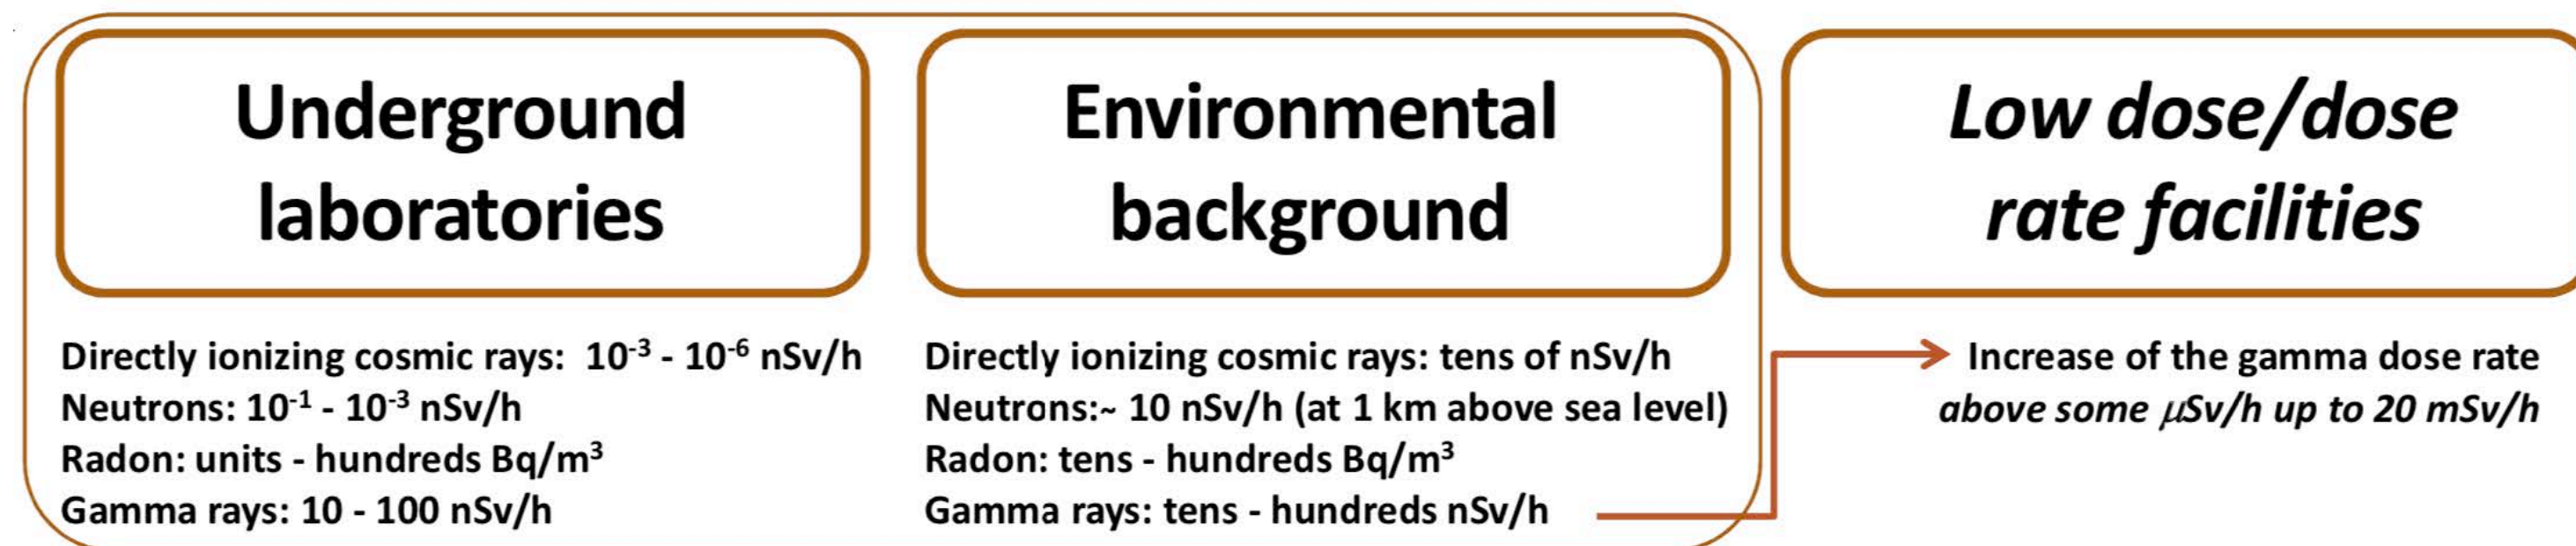 Underground
laboratories
Directly ionizing cosmic rays:  10⁻³ - 10⁻⁶ nSv/h
Neutrons: 10⁻¹ - 10⁻³ nSv/h
Radon: units - hundreds Bq/m³
Gamma rays: 10 - 100 nSv/h
Environmental
background
Directly ionizing cosmic rays: tens of nSv/h
Neutrons:~ 10 nSv/h (at 1 km above sea level)
Radon: tens - hundreds Bq/m³
Gamma rays: tens - hundreds nSv/h
Low dose/dose
rate facilities
Increase of the gamma dose rate
above some μSv/h up to 20 mSv/h